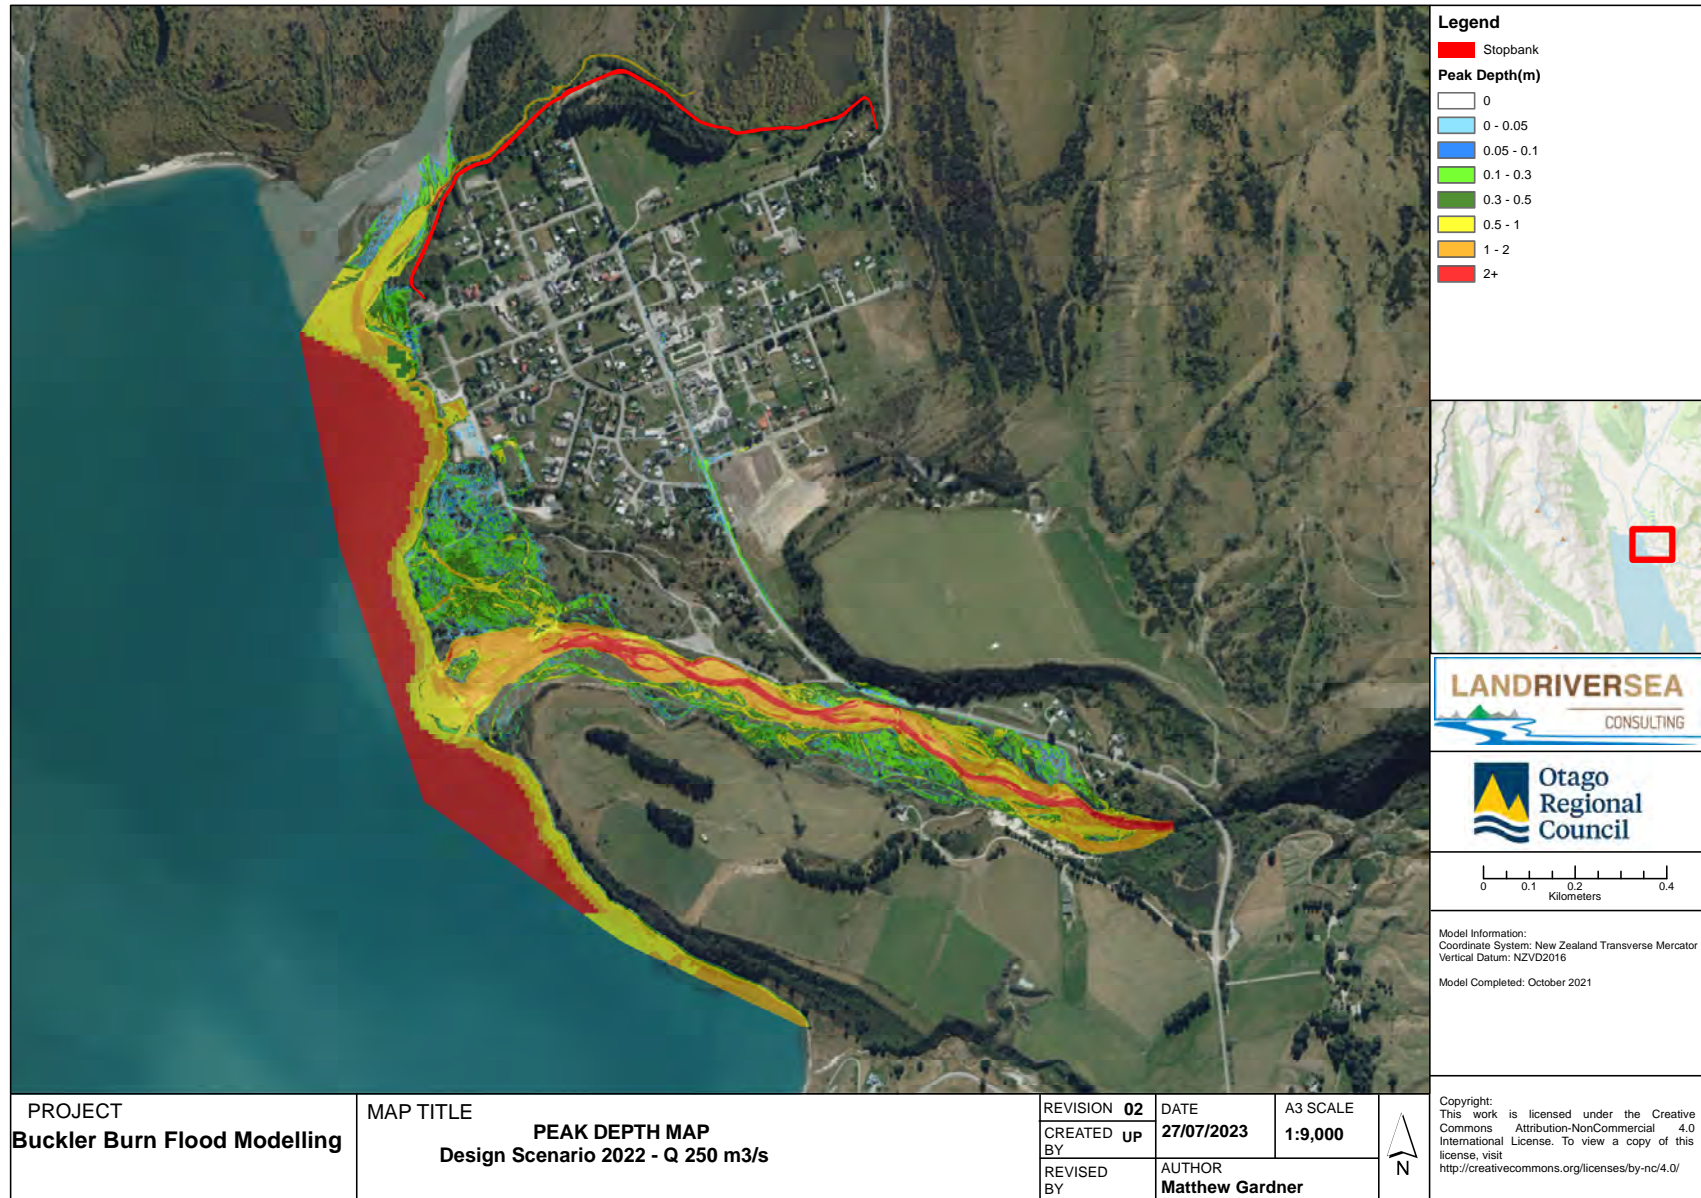 Legend
Stopbank
Peak Depth(m)
0
0 - 0.05
0.05 - 0.1
0.1 - 0.3
0.3 - 0.5
0.5 - 1
1 - 2
2+
LANDRIVERSEA
CONSULTING
Otago
Regional
Council
0 0.1 0.2 0.4
Kilometers
Model Information:
Coordinate System: New Zealand Transverse Mercator
Vertical Datum: NZVD2016
Model Completed: October 2021
Copyright:
This work is licensed under the Creative
Commons Attribution-NonCommercial 4.0
International License. To view a copy of this
license, visit
http://creativecommons.org/licenses/by-nc/4.0/
PROJECT
Buckler Burn Flood Modelling
MAP TITLE
PEAK DEPTH MAP
Design Scenario 2022 - Q 250 m3/s
REVISION 02
CREATED BY UP
REVISED BY
DATE
27/07/2023
A3 SCALE
1:9,000
AUTHOR
Matthew Gardner
N